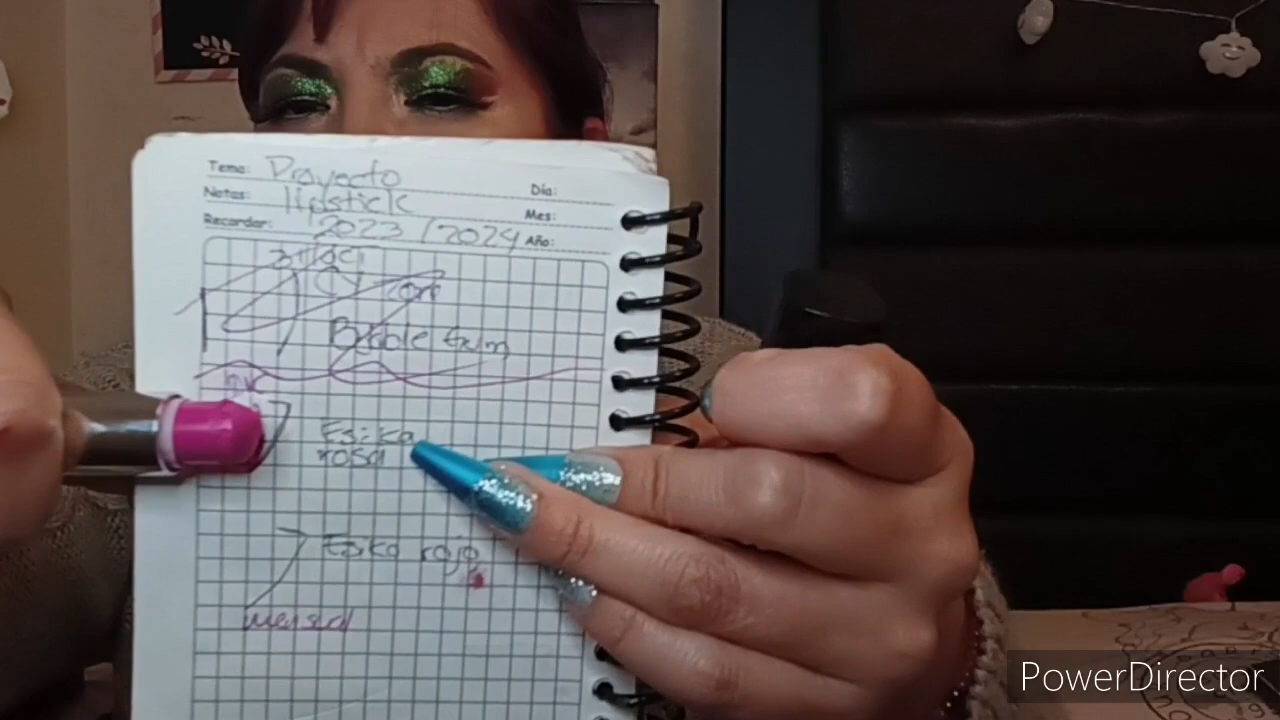 Tema: Proyecto
Notas: lipstick
Día:
Mes:
Recordar: 2023 / 2024 Año:
Bubble Gum
Esika
rosa
Esika rojo
mensual
PowerDirector